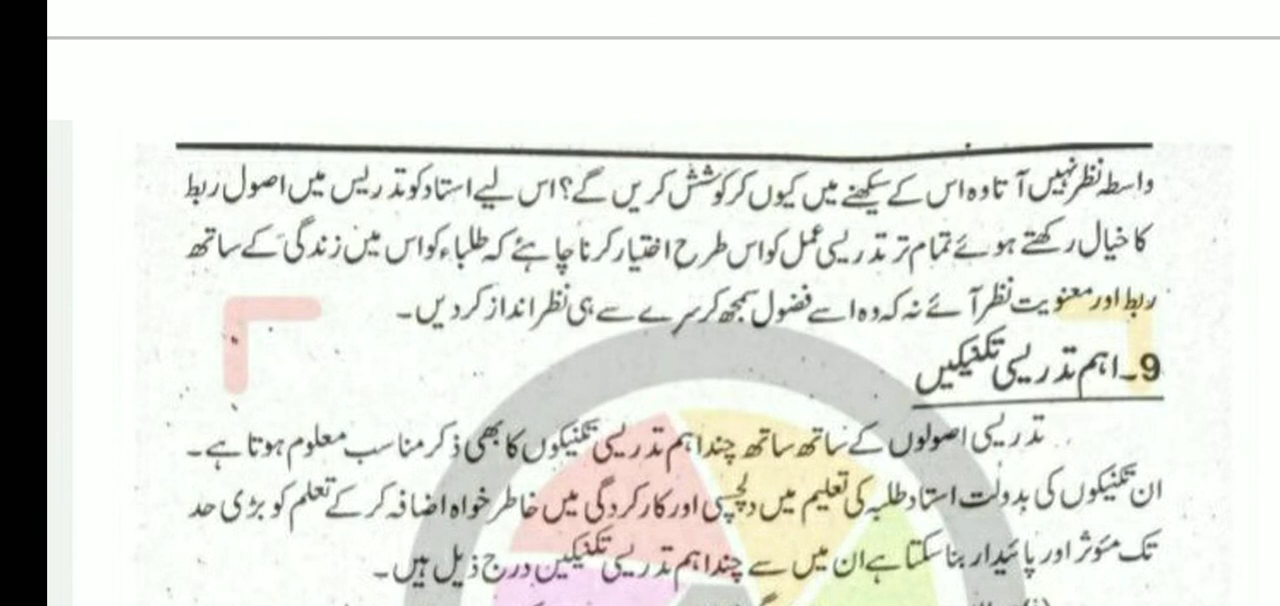 واسطہ نظر نہیں آتا وہ اس کے سیکھنے میں کیوں کر کوشش کریں گے؟ اس لیے استاد کو تدریس میں اصول ربط
کا خیال رکھتے ہوئے تمام تر تدریسی عمل کو اس طرح اختیار کرنا چاہئے کہ طلباء کو اس میں زندگی کے ساتھ
ربط اور معنویت نظر آئے نہ کہ وہ اسے فضول سمجھ کر سرے سے ہی نظر انداز کر دیں۔
9۔ اہم تدریسی تکنیکیں
تدریسی اصولوں کے ساتھ ساتھ چند اہم تدریسی تکنیکوں کا بھی ذکر مناسب معلوم ہوتا ہے۔
ان تکنیکوں کی بدولت استاد طلبہ کی تعلیم میں دلچسپی اور کارکردگی میں خاطر خواہ اضافہ کر کے تعلم کو بڑی حد
تک مؤثر اور پائیدار بنا سکتا ہے ان میں سے چند اہم تدریسی تکنیکیں درج ذیل ہیں۔